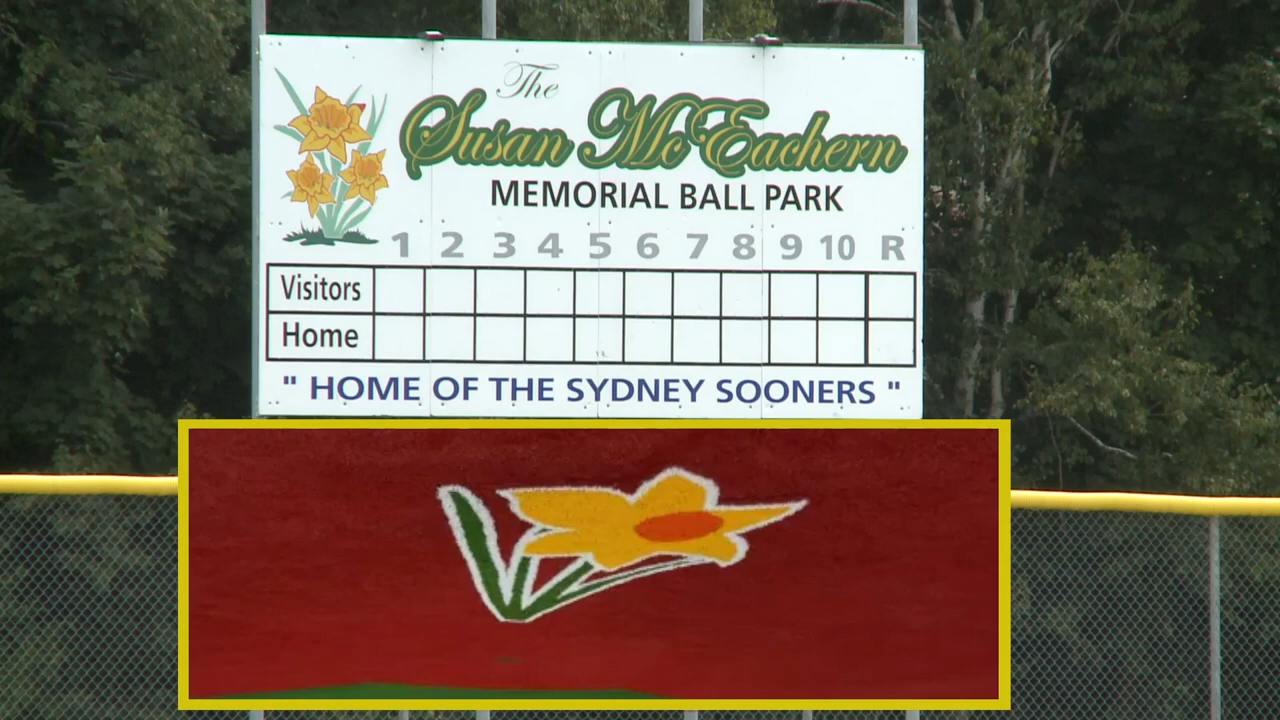 The
Susan McEachern
MEMORIAL BALL PARK
1 2 3 4 5 6 7 8 9 10 R
Visitors
Home
" HOME OF THE SYDNEY SOONERS "